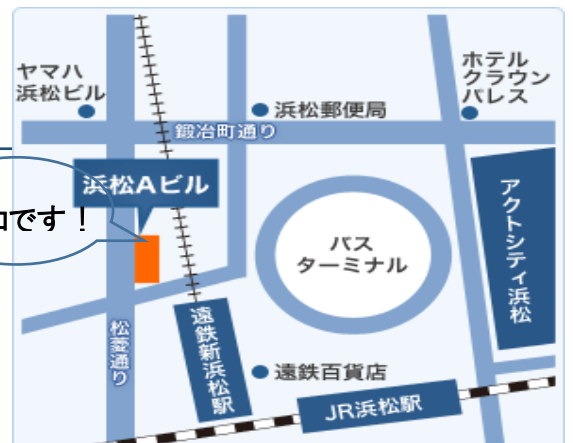 ヤマハ
浜松ビル
ホテル
クラウン
パレス
浜松郵便局
鍛冶町通り
浜松Aビル
です！
バス
ターミナル
アクトシティ浜松
松菱通り
遠鉄新浜松駅
遠鉄百貨店
JR浜松駅